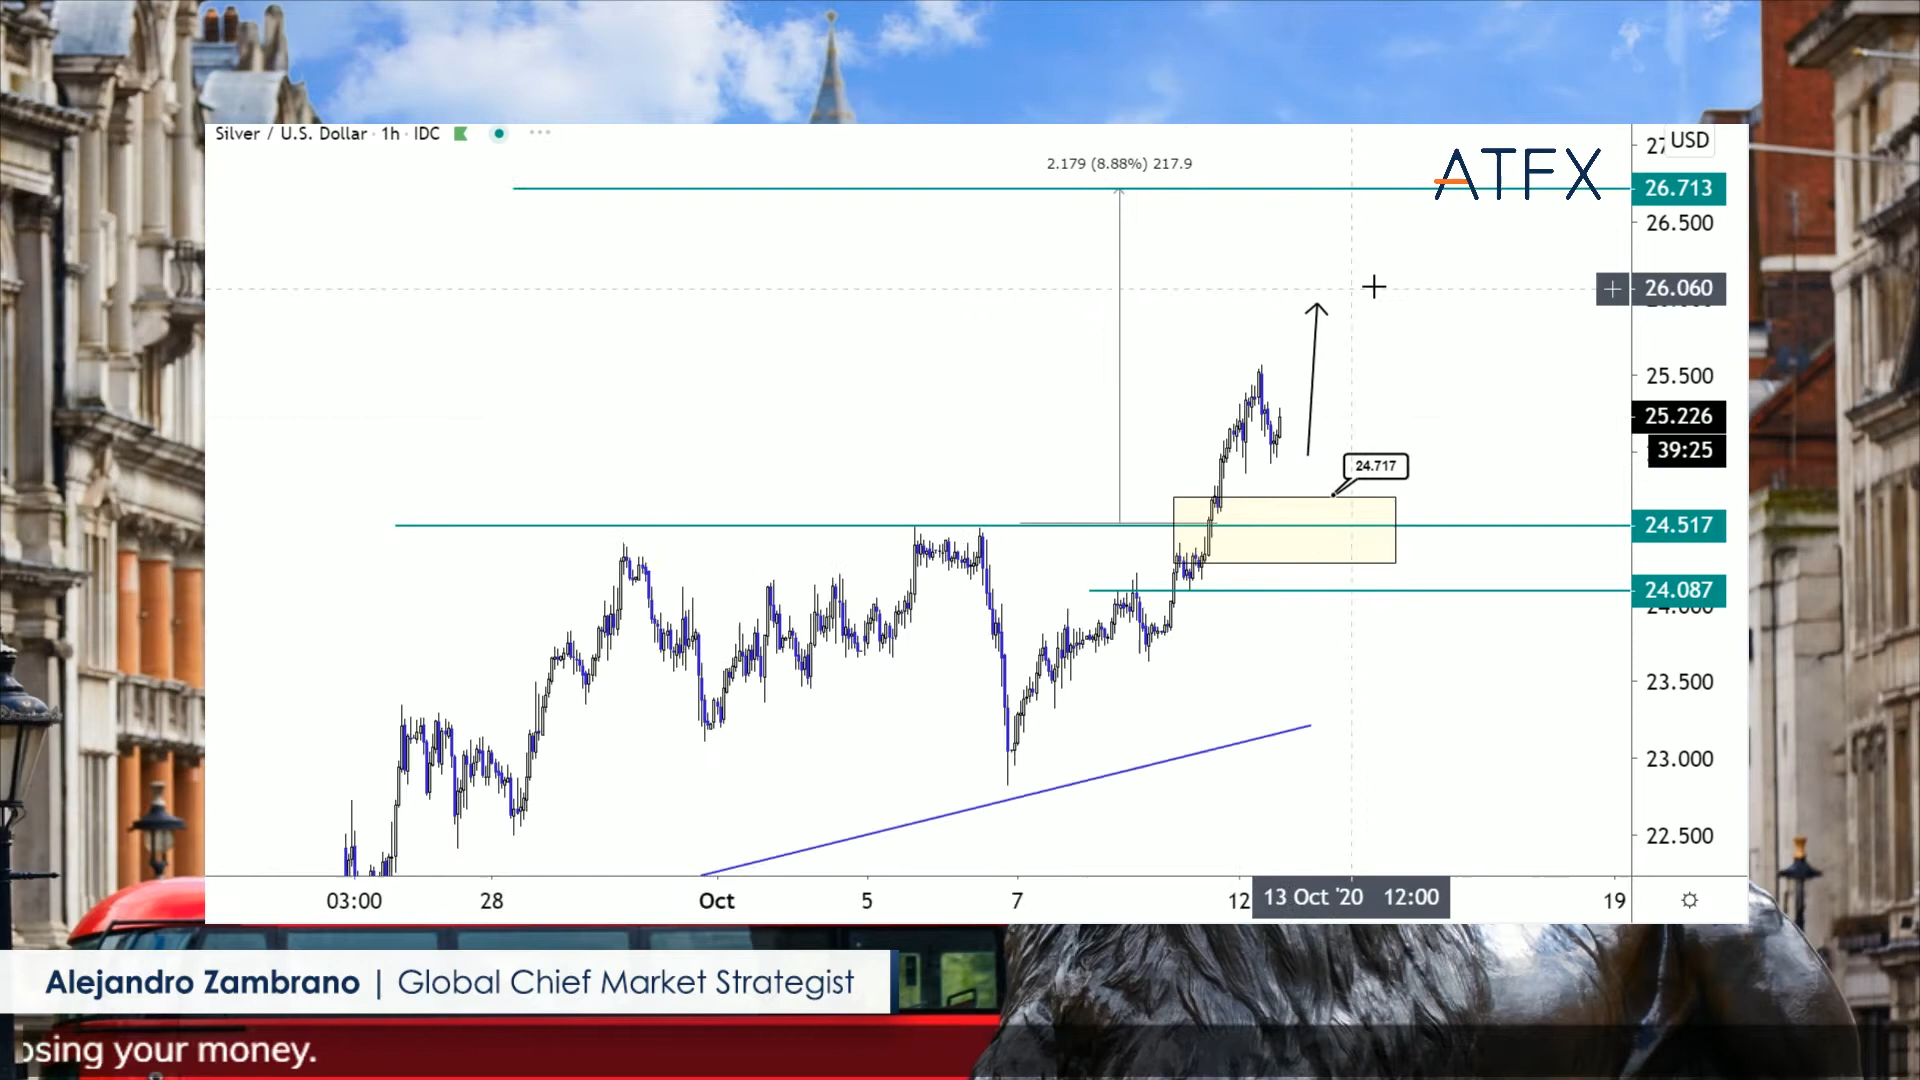 Silver / U.S. Dollar · 1h · IDC
ATFX
USD
2.179 (8.88%) 217.9
26.713
26.500
26.060
25.500
25.226
39:25
24.717
24.517
24.087
24.000
23.500
23.000
22.500
03:00 28 Oct 5 7 12 13 Oct '20 12:00 19
Alejandro Zambrano | Global Chief Market Strategist
osing your money.